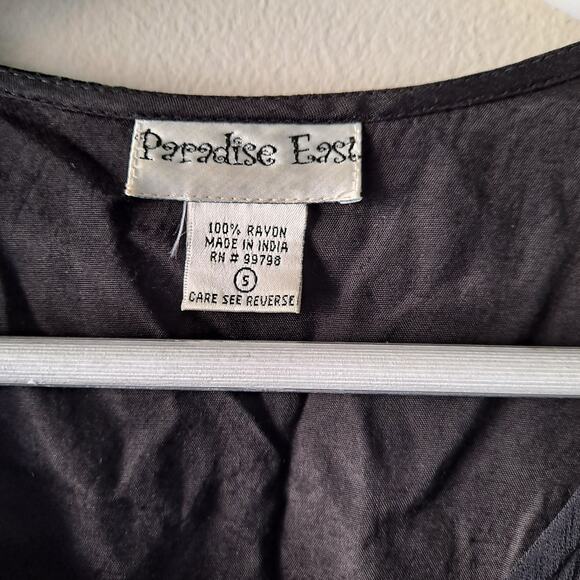 Paradise East
100% RAYON
MADE IN INDIA
RN # 99798
S
CARE SEE REVERSE